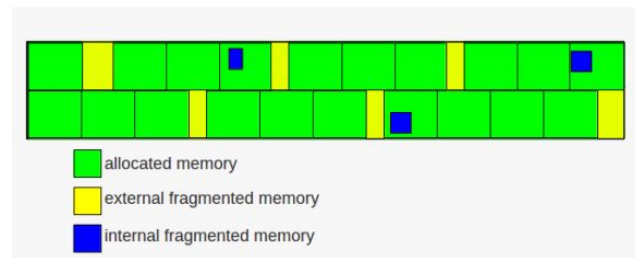 allocated memory
external fragmented memory
internal fragmented memory